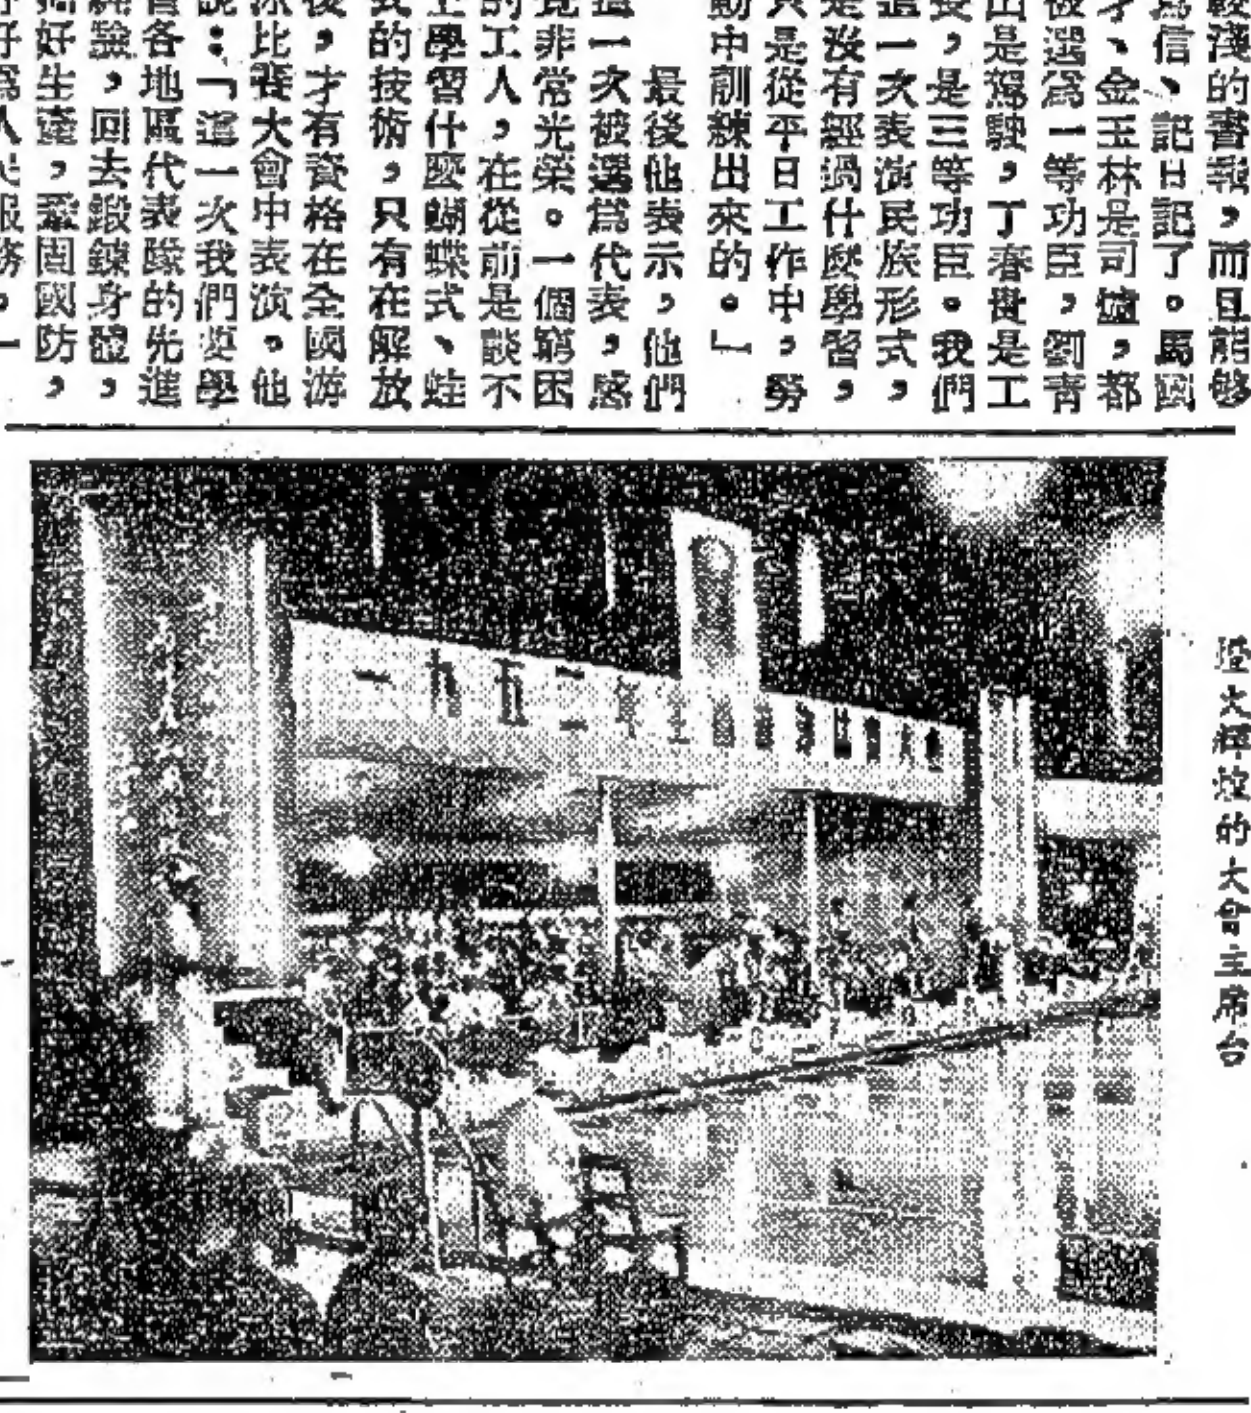 較淺的書報，而且能够
寫信、記日記了。馬國
才、金玉林是司爐，都
被選爲一等功臣，劉青
山是駕駛，丁春貴是工
長，是三等功臣。我們
這一次表演民族形式，
是沒有經過什麼學習，
只是從平日工作中，勞
動中訓練出來的。」
最後他表示，他們
這一次被選爲代表，感
覺非常光榮。一個窮困
的工人，在從前是談不
上學習什麼蝴蝶式、蛙
式的技術，只有在解放
後，才有資格在全國游
泳比賽大會中表演。他
說：「這一次我們要學
習各地區代表隊的先進
經驗，回去鍛鍊身體，
搞好生產，鞏固國防，
好好爲人民服務。」
燈火輝煌的大會主席台
一九五二年全國